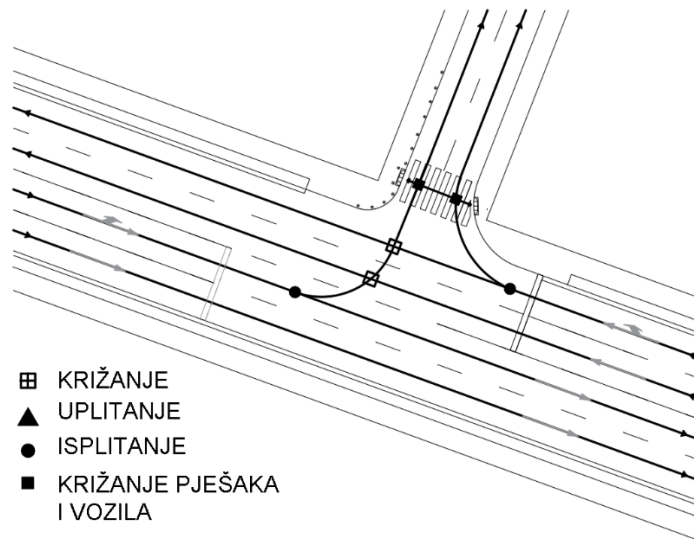 KRIŽANJE
UPLITANJE
ISPLITANJE
KRIŽANJE PJEŠAKA
I VOZILA